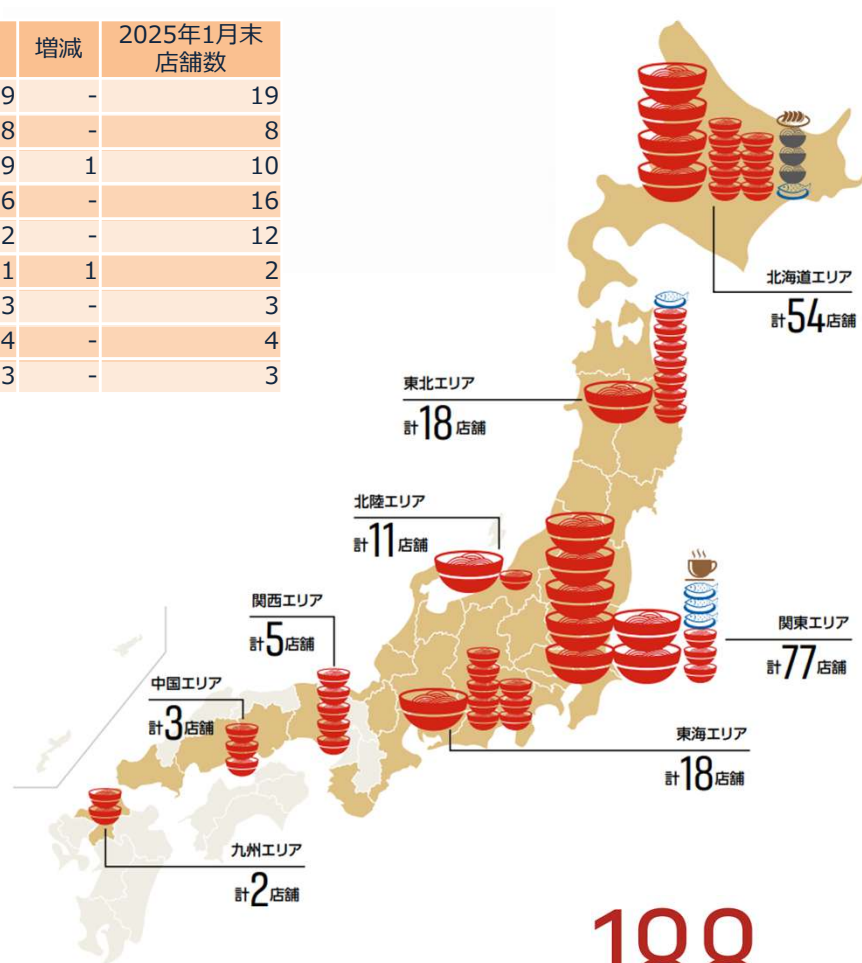 増減 2025年1月末
店舗数
9 - 19
8 - 8
9 1 10
6 - 16
2 - 12
1 1 2
3 - 3
4 - 4
3 - 3
北海道エリア
計54店舗
東北エリア
計18店舗
北陸エリア
計11店舗
関西エリア
計5店舗
関東エリア
計77店舗
中国エリア
計3店舗
東海エリア
計18店舗
九州エリア
計2店舗
188